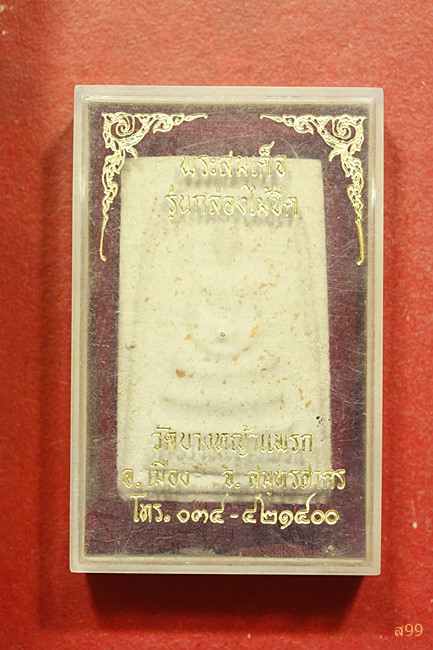 พระสมเด็จ
รุ่นกล่องไม้ขีด
วัดบางหญ้าแพรก
อ.เมือง จ.สมุทรสาคร
โทร. ๐๓๔-๔๒๑๔๐๐
ส99